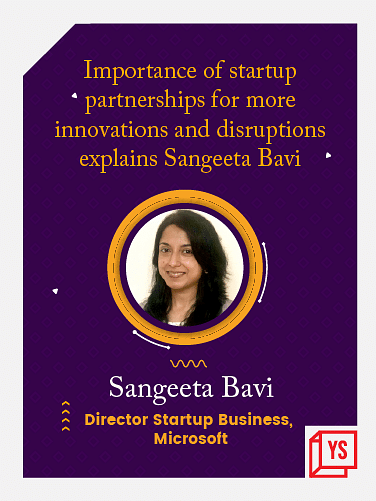 Importance of startup
partnerships for more
innovations and disruptions
explains Sangeeta Bavi
Sangeeta Bavi
Director Startup Business,
Microsoft
YS